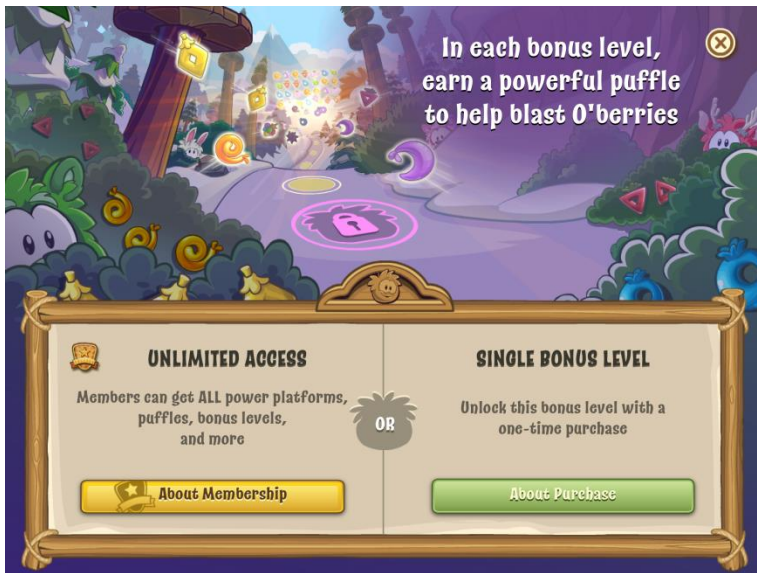 In each bonus level,
earn a powerful puffle
to help blast O'berries
UNLIMITED ACCESS
Members can get ALL power platforms,
puffles, bonus levels,
and more
About Membership
OR
SINGLE BONUS LEVEL
Unlock this bonus level with a
one-time purchase
About Purchase